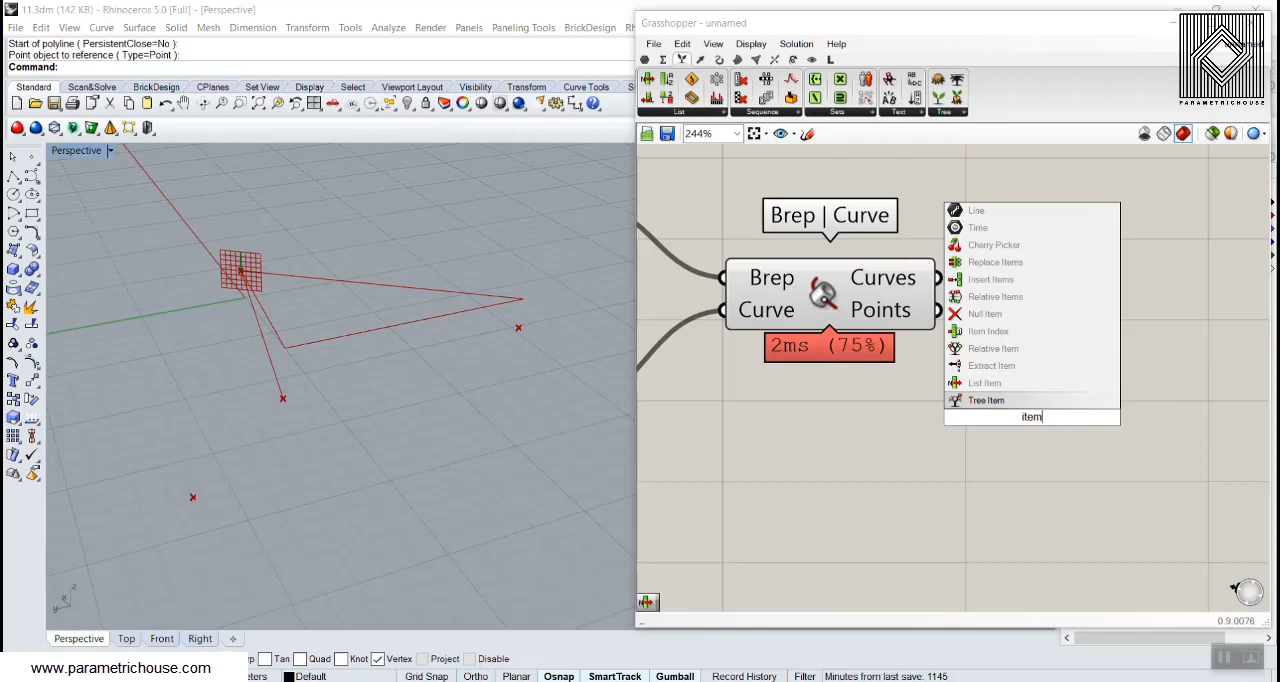 11.3dm (142 KB) - Rhinoceros 5.0 [Full] - [Perspective]
File Edit View Curve Surface Solid Mesh Dimension Transform Tools Analyze Render Panels Paneling Tools BrickDesign
Start of polyline ( PersistentClose=No ):
Point object to reference ( Type=Point ):
Command:
Standard Scan&Solve BrickDesign CPlanes Set View Display Select Viewport Layout Visibility Transform Curve Tools
Perspective
Grasshopper - unnamed
File Edit View Display Solution Help
unnamed
PARAMETRICHOUSE
List Sequence Sets Text Tree
244%
Brep | Curve
Brep Curves
Curve Points
2ms (75%)
Line
Time
Cherry Picker
Replace Items
Insert Items
Relative Items
Null Item
Item Index
Relative Item
Extract Item
List Item
Tree Item
item
0.9.0076
z
x
y
Perspective Top Front Right
Tan Quad Knot Vertex Project Disable
www.parametrichouse.com
eters Default Grid Snap Ortho Planar Osnap SmartTrack Gumball Record History Filter Minutes from last save: 1145